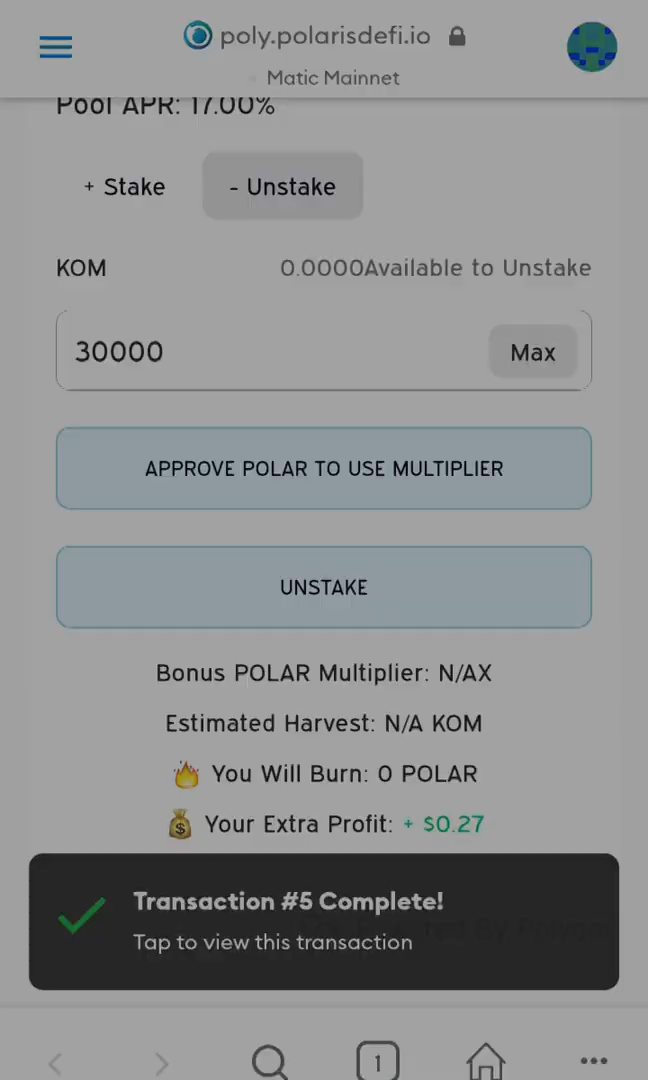 poly.polarisdefi.io
Matic Mainnet
Pool APR: 17.00%
+ Stake
- Unstake
KOM
0.0000Available to Unstake
30000
Max
APPROVE POLAR TO USE MULTIPLIER
UNSTAKE
Bonus POLAR Multiplier: N/AX
Estimated Harvest: N/A KOM
You Will Burn: 0 POLAR
Your Extra Profit: + $0.27
Transaction #5 Complete!
Tap to view this transaction
1